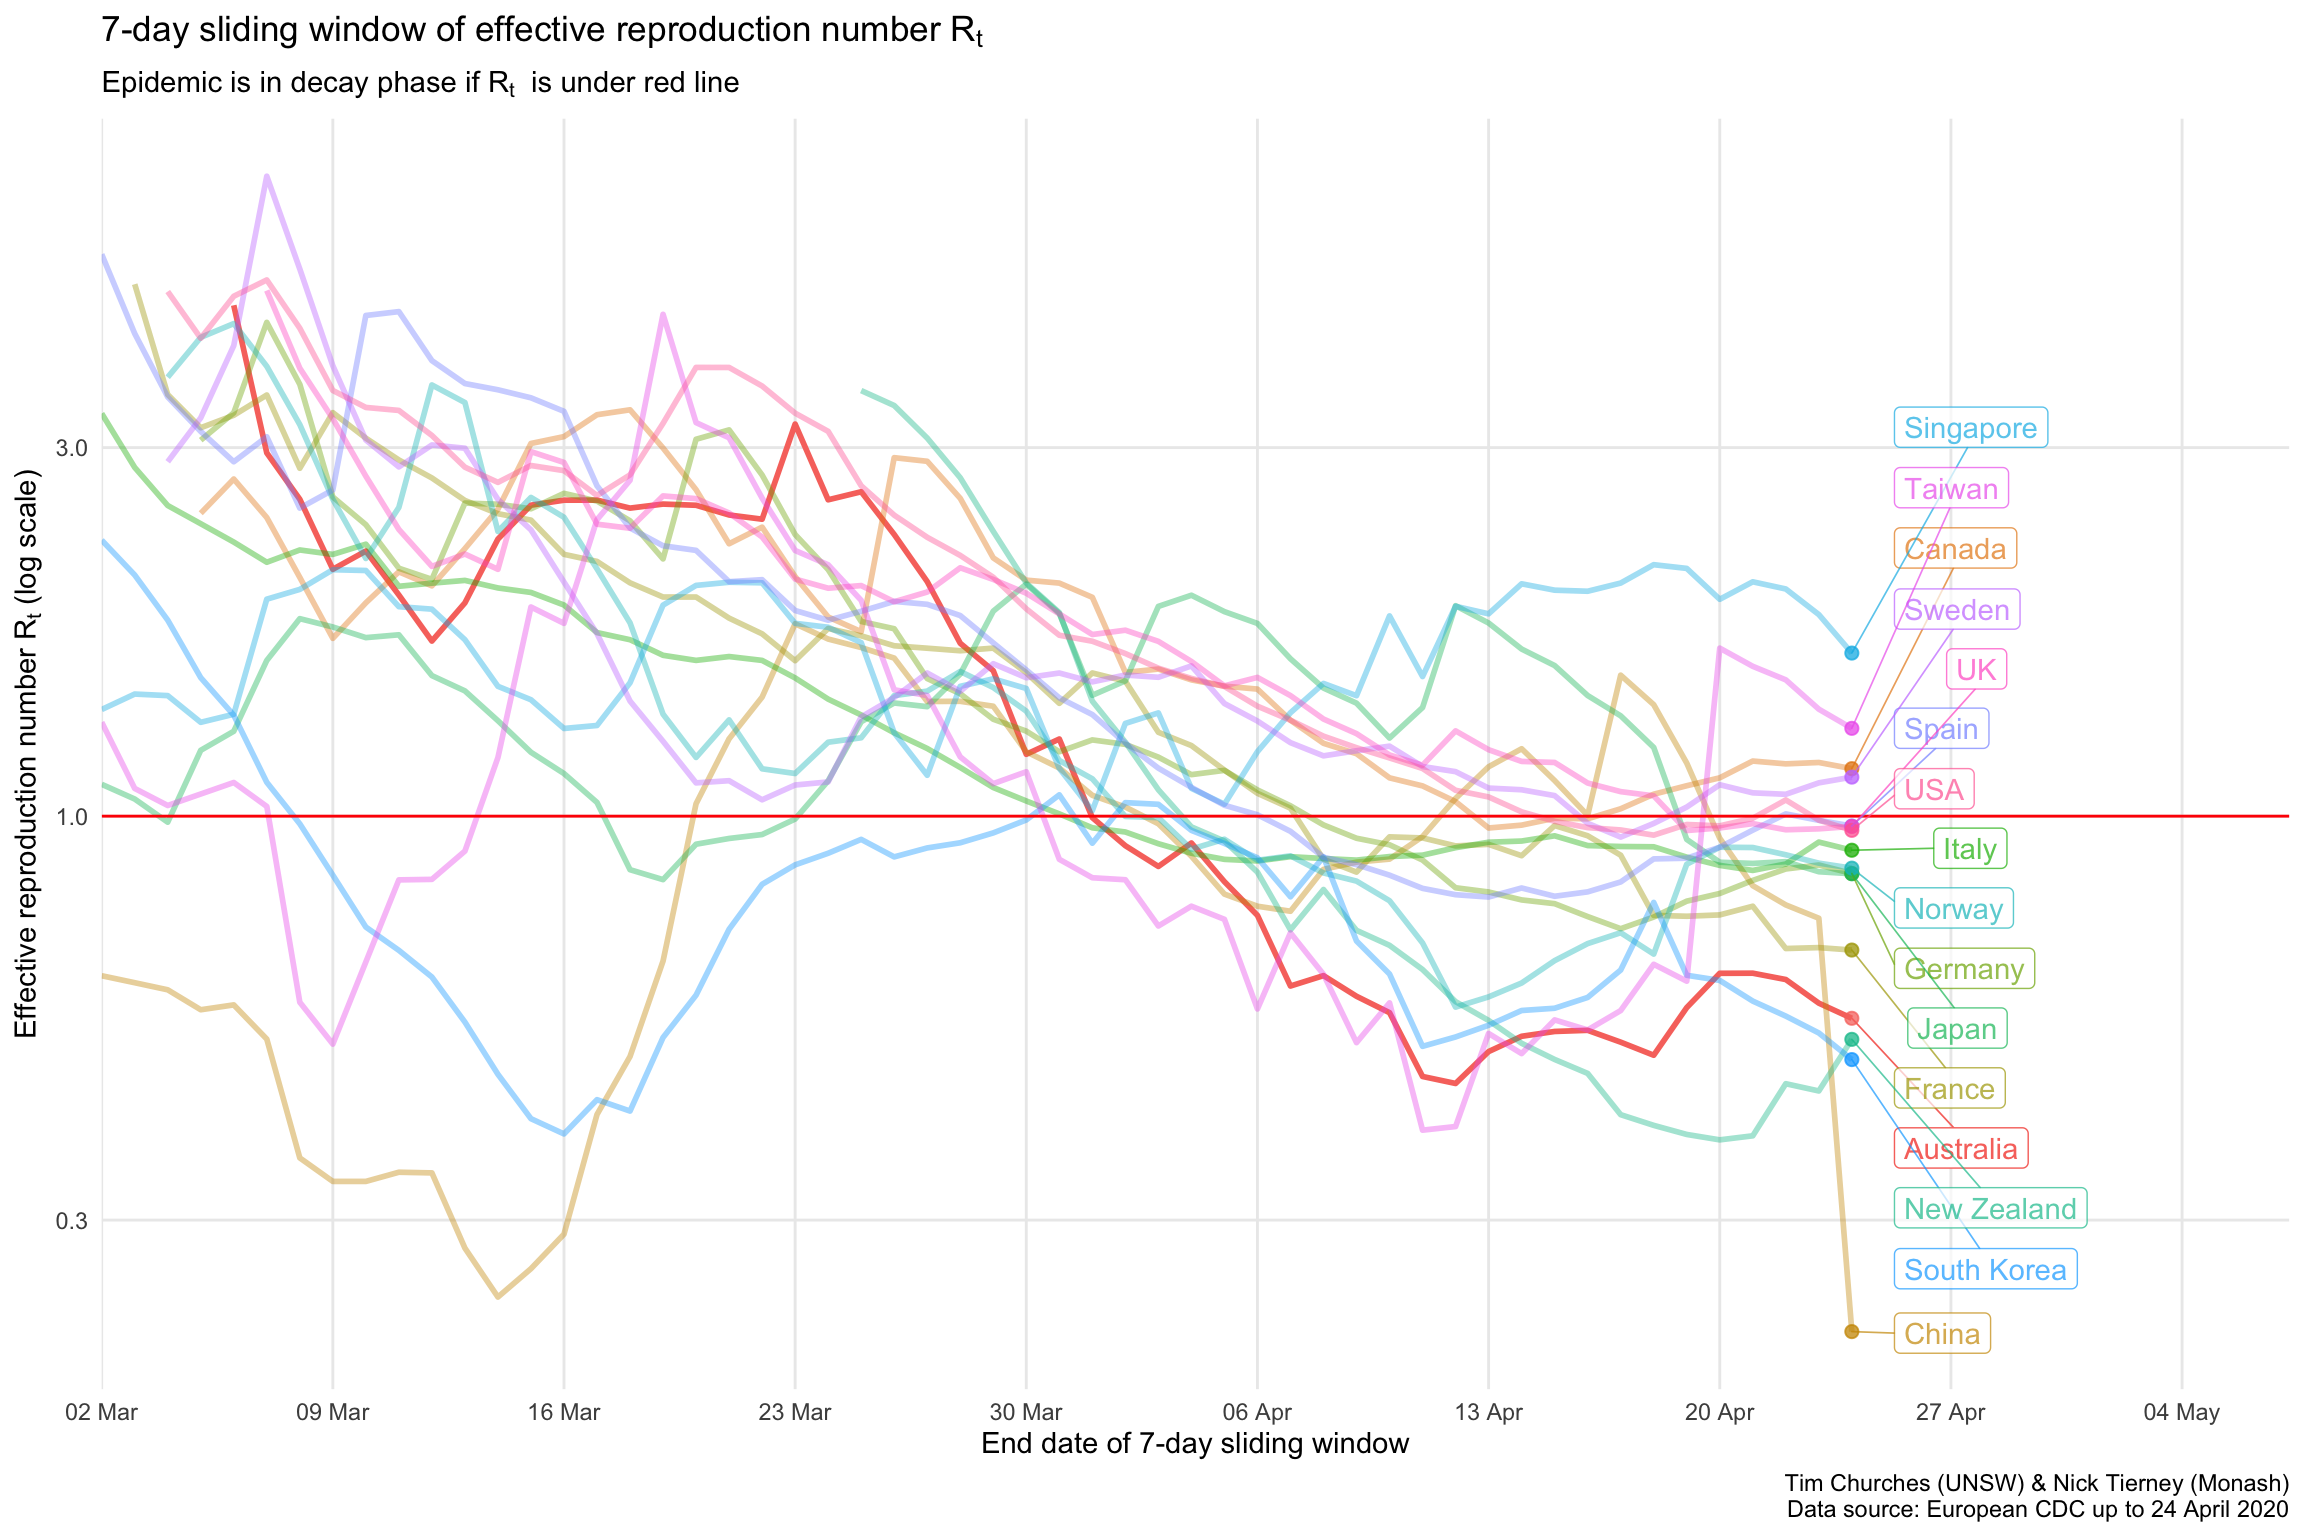 7-day sliding window of effective reproduction number Rt
Epidemic is in decay phase if Rt is under red line
Effective reproduction number Rt (log scale)
3.0
1.0
0.3
Singapore
Taiwan
Canada
Sweden
UK
Spain
USA
Italy
Norway
Germany
Japan
France
Australia
New Zealand
South Korea
China
02 Mar
09 Mar
16 Mar
23 Mar
30 Mar
06 Apr
13 Apr
20 Apr
27 Apr
04 May
End date of 7-day sliding window
Tim Churches (UNSW) & Nick Tierney (Monash)
Data source: European CDC up to 24 April 2020